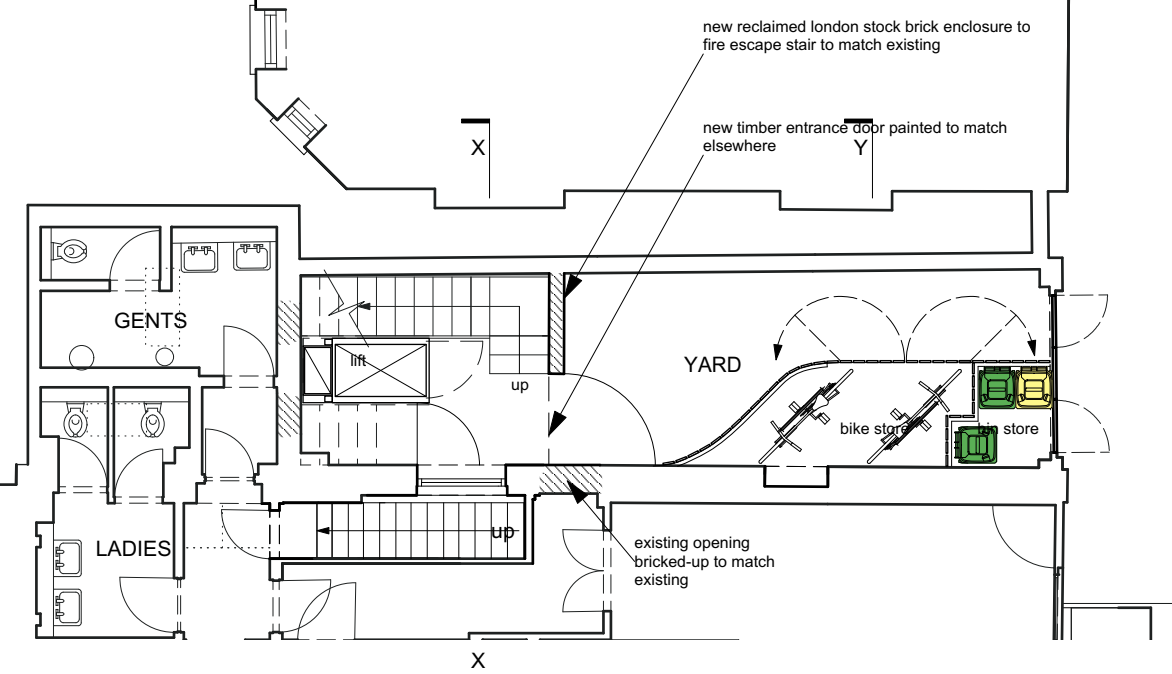 new reclaimed london stock brick enclosure to
fire escape stair to match existing
new timber entrance door painted to match
elsewhere
X
Y
GENTS
lift
up
YARD
bike store
bin store
up
LADIES
existing opening
bricked-up to match
existing
X